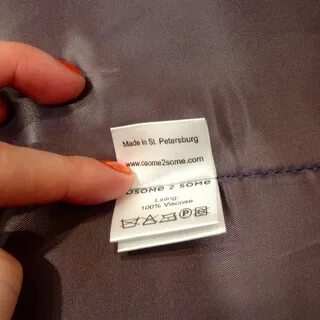 Made in St. Petersburg
www.osome2some.com
osome 2 some
Lining:
100% Viscose